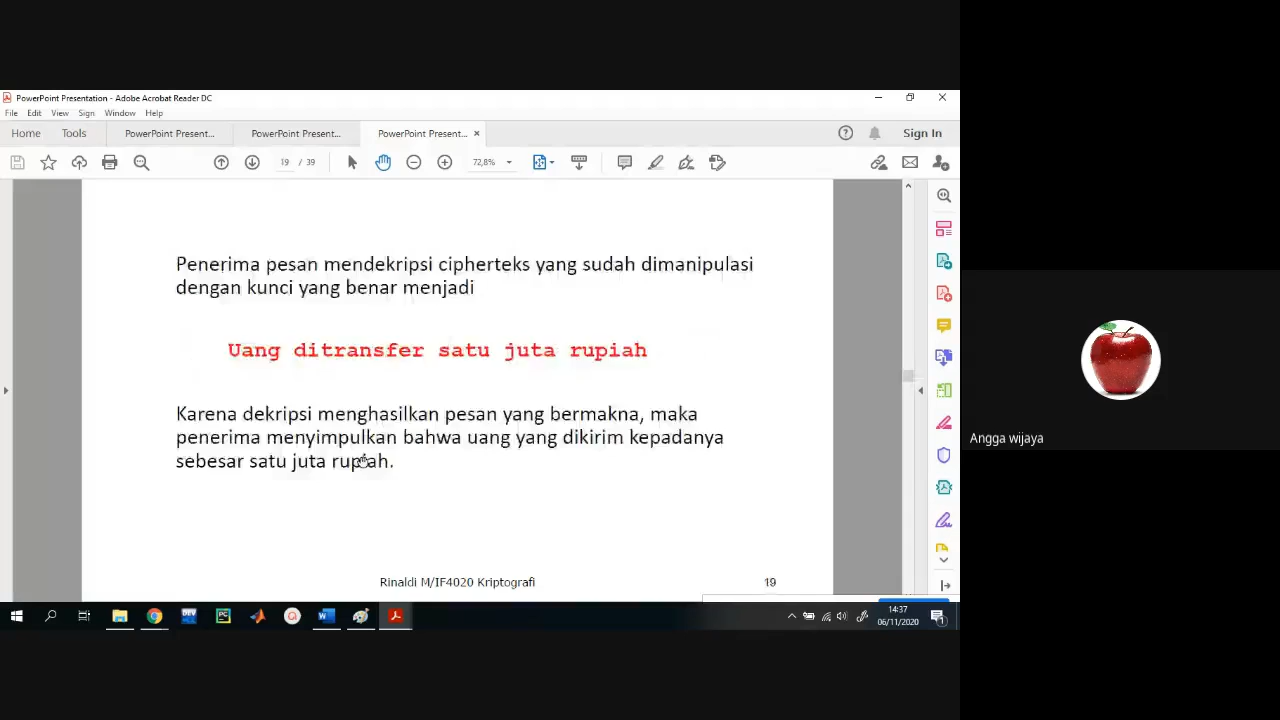 PowerPoint Presentation - Adobe Acrobat Reader DC
File Edit View Sign Window Help
Home Tools PowerPoint Present... PowerPoint Present... PowerPoint Present... × Sign In
19 / 39 72,8%
Penerima pesan mendekripsi cipherteks yang sudah dimanipulasi
dengan kunci yang benar menjadi
Uang ditransfer satu juta rupiah
Karena dekripsi menghasilkan pesan yang bermakna, maka
penerima menyimpulkan bahwa uang yang dikirim kepadanya
sebesar satu juta rupiah.
Rinaldi M/IF4020 Kriptografi 19
Angga wijaya
DEV PC W
14:37
06/11/2020
1